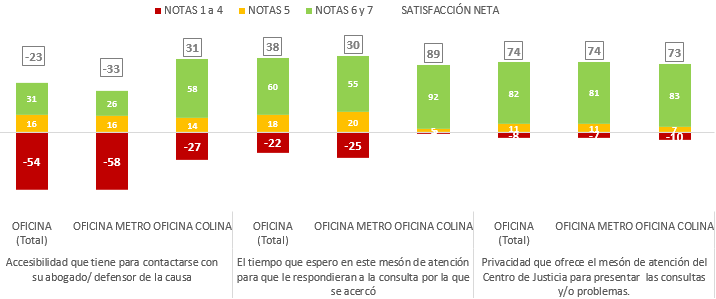 NOTAS 1 a 4 NOTAS 5 NOTAS 6 y 7 SATISFACCIÓN NETA
-23 -33 31 38 30 89 74 74 73
31 26 58 60 55 92 82 81 83
16 16 14 18 20 11 11 7
-54 -58 -27 -22 -25 -8 -7 -10
OFICINA (Total) OFICINA METRO OFICINA COLINA OFICINA (Total) OFICINA METRO OFICINA COLINA OFICINA (Total) OFICINA METRO OFICINA COLINA
Accesibilidad que tiene para contactarse con
su abogado/ defensor de la causa
El tiempo que espero en este mesón de atención
para que le respondieran a la consulta por la que
se acercó
Privacidad que ofrece el mesón de atención del
Centro de Justicia para presentar las consultas
y/o problemas.